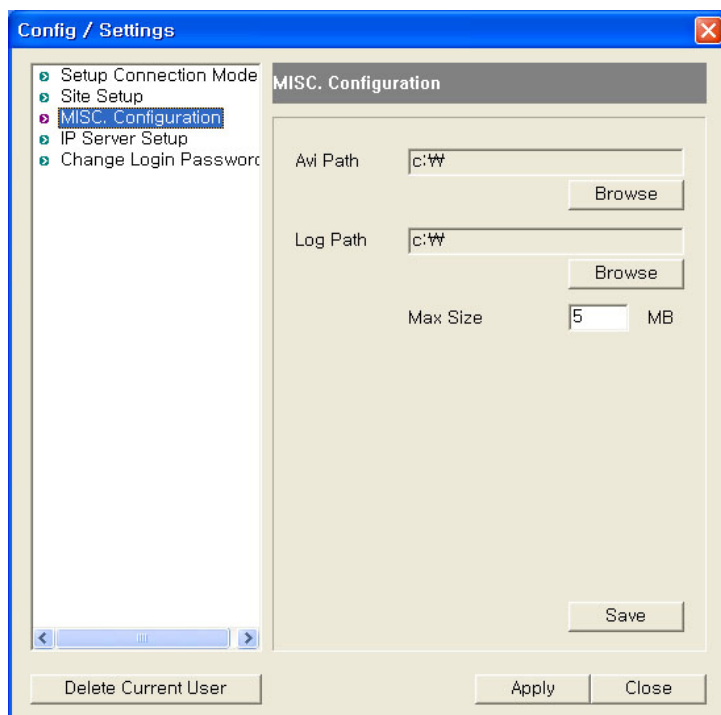 Config / Settings
Setup Connection Mode
Site Setup
MISC. Configuration
IP Server Setup
Change Login Password
MISC. Configuration
Avi Path
c:₩
Browse
Log Path
c:₩
Browse
Max Size
5
MB
Save
Delete Current User
Apply
Close